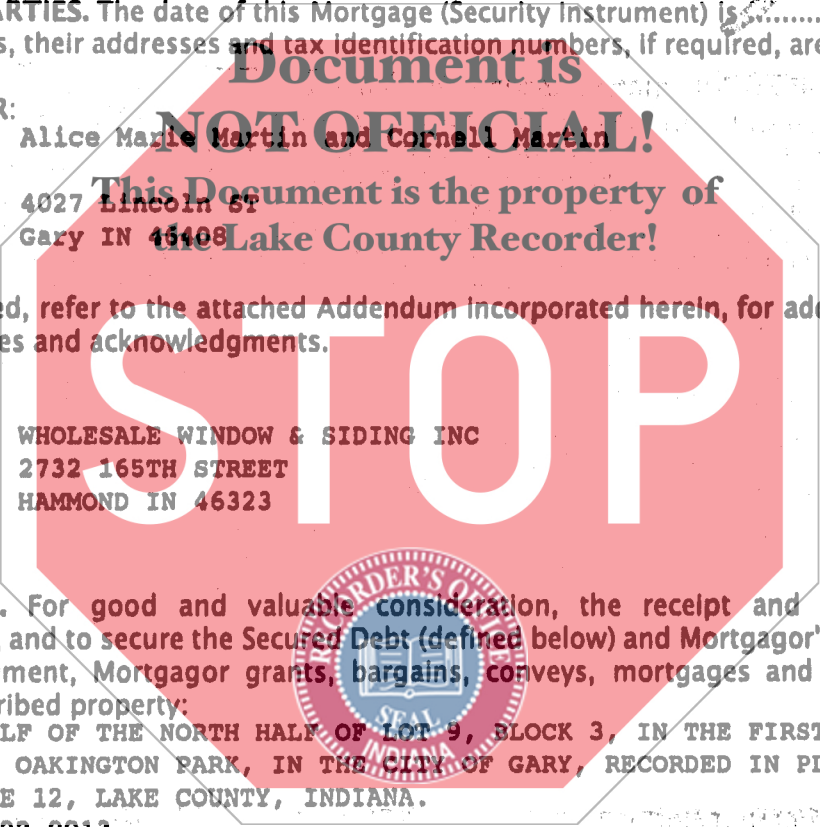 ARTIES. The date of this Mortgage (Security Instrument) is
s, their addresses and tax identification numbers, if required, are
Document is
R:
NOT OFFICIAL!
Alice Marie Martin and Cornell Martin
This Document is the property of
4027 Lincoln ST
the Lake County Recorder!
Gary IN 46408
ed, refer to the attached Addendum incorporated herein, for add
es and acknowledgments.
STOP
WHOLESALE WINDOW & SIDING INC
2732 165TH STREET
HAMMOND IN 46323
RECORDER'S OFFICE
. For good and valuable consideration, the receipt and
, and to secure the Secured Debt (defined below) and Mortgagor'
ment, Mortgagor grants, bargains, conveys, mortgages and
ribed property:
SEAL
INDIANA
LF OF THE NORTH HALF OF LOT 9, BLOCK 3, IN THE FIRST
OAKINGTON PARK, IN THE CITY OF GARY, RECORDED IN PL
E 12, LAKE COUNTY, INDIANA.